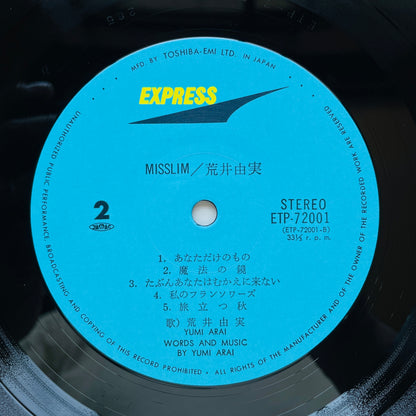 MFD. BY TOSHIBA-EMI LTD. IN JAPAN
EXPRESS
MISSLIM/荒井由実
2
STEREO
ETP-72001
(ETP-72001-B)
33⅓ r. p. m.
1. あなただけのもの
2. 魔法の鏡
3. たぶんあなたはむかえに来ない
4. 私のフランソワーズ
5. 旅立つ秋
歌) 荒井由実
YUMI ARAI
WORDS AND MUSIC
BY YUMI ARAI
UNAUTHORIZED PUBLIC PERFORMANCE, BROADCASTING AND COPYING OF THIS RECORD PROHIBITED • ALL RIGHTS OF THE MANUFACTURER AND OF THE OWNER OF THE RECORDED WORK ARE RESERVED